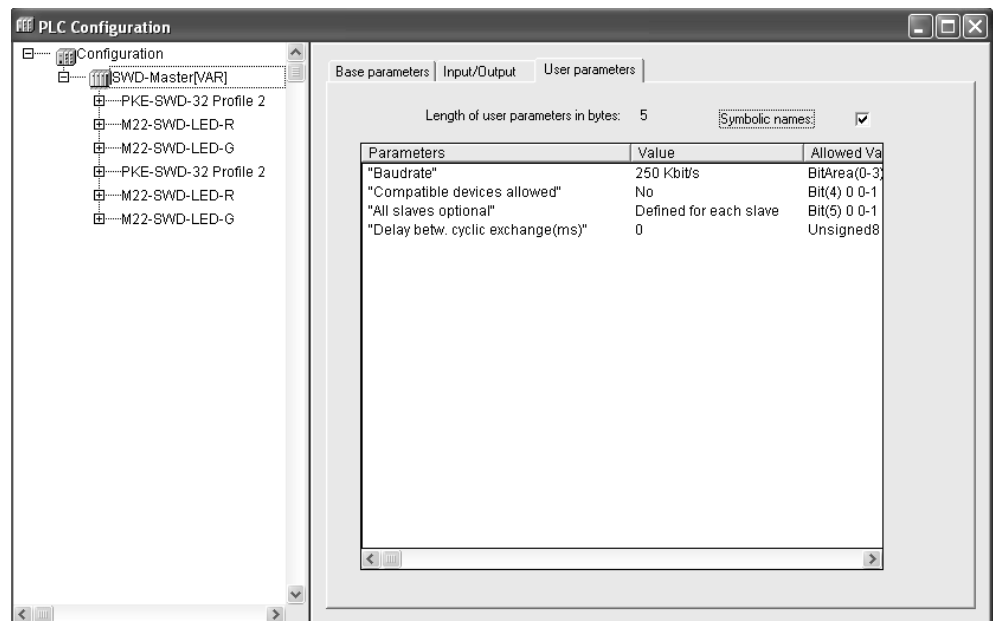 PLC Configuration
Configuration
SWD-Master[VAR]
PKE-SWD-32 Profile 2
M22-SWD-LED-R
M22-SWD-LED-G
PKE-SWD-32 Profile 2
M22-SWD-LED-R
M22-SWD-LED-G
Base parameters Input/Output User parameters
Length of user parameters in bytes: 5 Symbolic names:
Parameters Value Allowed Va
"Baudrate" 250 Kbit/s BitArea(0-3)
"Compatible devices allowed" No Bit(4) 0 0-1
"All slaves optional" Defined for each slave Bit(5) 0 0-1
"Delay betw. cyclic exchange(ms)" 0 Unsigned8